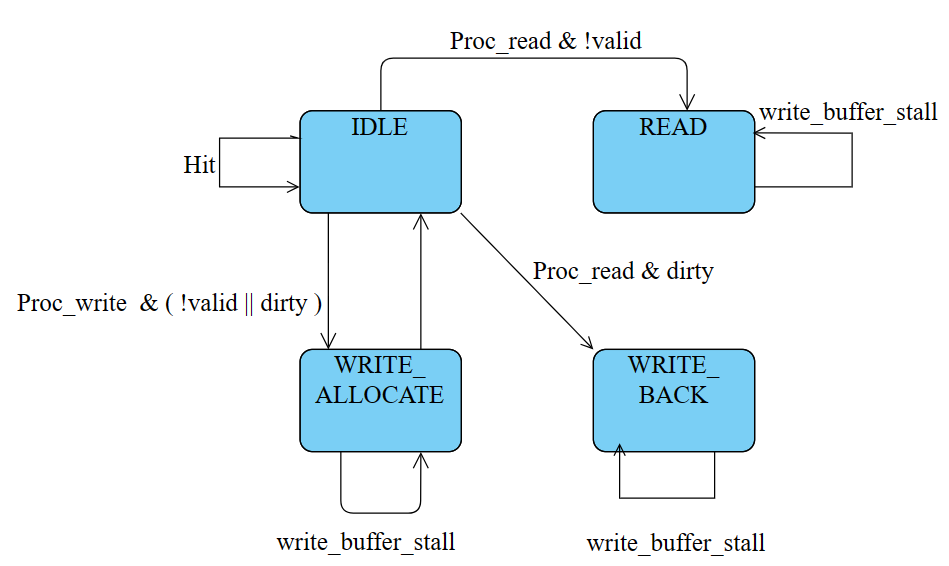 Proc_read & !valid
IDLE
READ
write_buffer_stall
Hit
Proc_read & dirty
Proc_write & ( !valid || dirty )
WRITE_
ALLOCATE
WRITE_
BACK
write_buffer_stall
write_buffer_stall